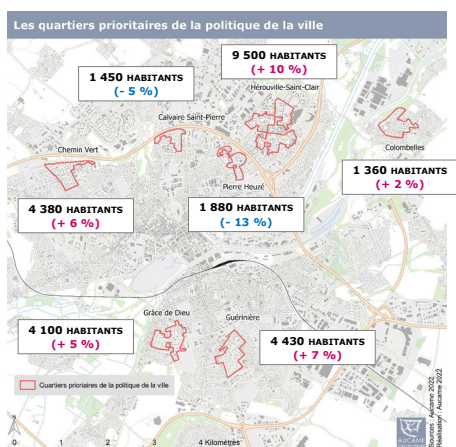 Les quartiers prioritaires de la politique de la ville
9 500 HABITANTS
(+ 10 %)
1 450 HABITANTS
(- 5 %)
Hérouville-Saint-Clair
Calvaire Saint-Pierre
Chemin Vert
Colombelles
Pierre Heuzé
1 360 HABITANTS
(+ 2 %)
4 380 HABITANTS
(+ 6 %)
1 880 HABITANTS
(- 13 %)
Grâce de Dieu
Guérinière
4 100 HABITANTS
(+ 5 %)
4 430 HABITANTS
(+ 7 %)
Quartiers prioriaires de la politique de la ville
N
0 1 2 3 4 Kilomètres
AUCAME
Sources : Aucame 2022
Réalisation : Aucame 2022